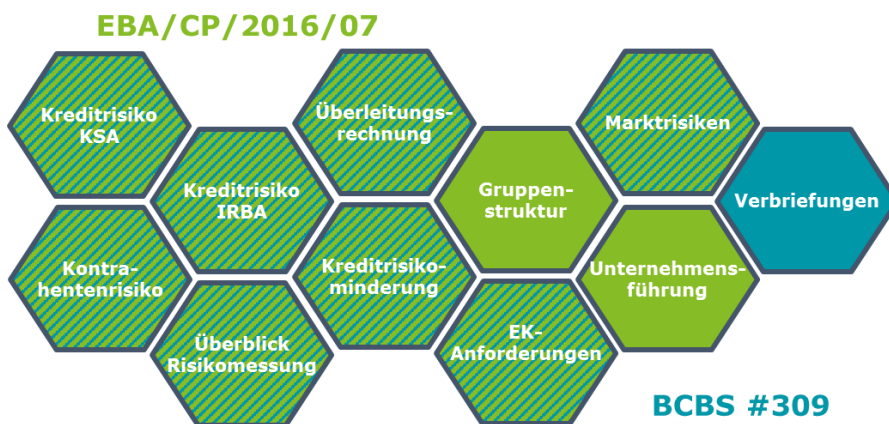 EBA/CP/2016/07
Kreditrisiko
KSA
Überleitungs-
rechnung
Marktrisiken
Kreditrisiko
IRBA
Gruppen-
struktur
Verbriefungen
Kontra-
hentenrisiko
Kreditrisiko-
minderung
Unternehmens-
führung
Überblick
Risikomessung
EK-
Anforderungen
BCBS #309